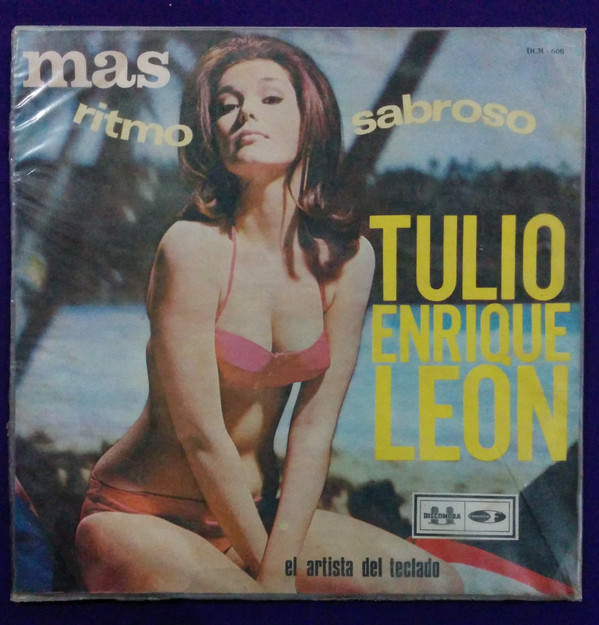 mas
DCM - 606
ritmo sabroso
TULIO
ENRIQUE
LEON
DISCOMODA
el artista del teclado